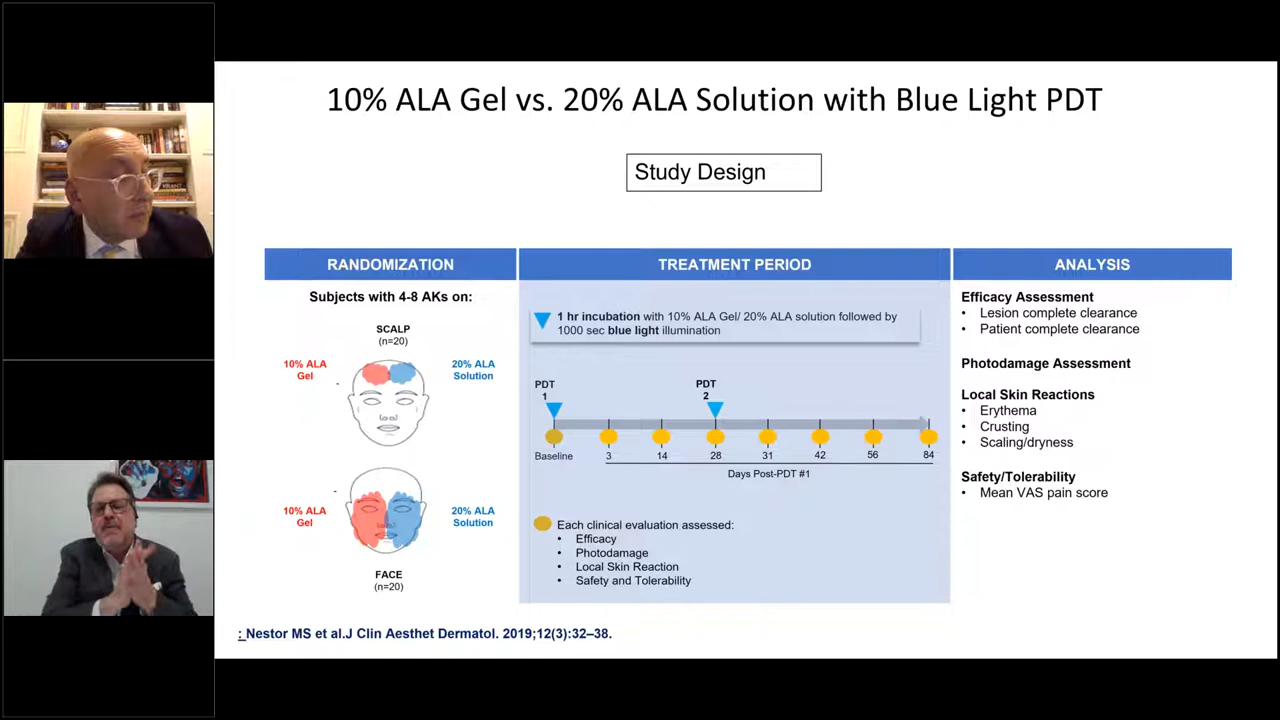 10% ALA Gel vs. 20% ALA Solution with Blue Light PDT
Study Design
RANDOMIZATION
Subjects with 4-8 AKs on:
SCALP
(n=20)
10% ALA
Gel
20% ALA
Solution
10% ALA
Gel
20% ALA
Solution
FACE
(n=20)
TREATMENT PERIOD
1 hr incubation with 10% ALA Gel/ 20% ALA solution followed by
1000 sec blue light illumination
PDT
1
PDT
2
Baseline 3 14 28 31 42 56 84
Days Post-PDT #1
Each clinical evaluation assessed:
• Efficacy
• Photodamage
• Local Skin Reaction
• Safety and Tolerability
ANALYSIS
Efficacy Assessment
• Lesion complete clearance
• Patient complete clearance
Photodamage Assessment
Local Skin Reactions
• Erythema
• Crusting
• Scaling/dryness
Safety/Tolerability
• Mean VAS pain score
: Nestor MS et al.J Clin Aesthet Dermatol. 2019;12(3):32–38.